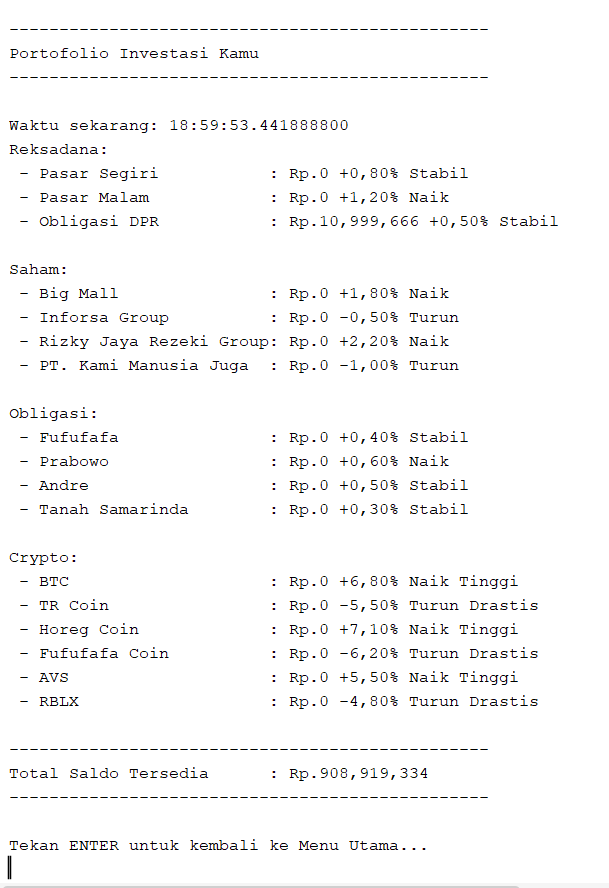 ------------------------------------------------
Portofolio Investasi Kamu
------------------------------------------------
Waktu sekarang: 18:59:53.441888800
Reksadana:
 - Pasar Segiri           : Rp.0 +0,80% Stabil
 - Pasar Malam            : Rp.0 +1,20% Naik
 - Obligasi DPR           : Rp.10,999,666 +0,50% Stabil
Saham:
 - Big Mall               : Rp.0 +1,80% Naik
 - Inforsa Group          : Rp.0 -0,50% Turun
 - Rizky Jaya Rezeki Group: Rp.0 +2,20% Naik
 - PT. Kami Manusia Juga  : Rp.0 -1,00% Turun
Obligasi:
 - Fufufafa               : Rp.0 +0,40% Stabil
 - Prabowo                : Rp.0 +0,60% Naik
 - Andre                  : Rp.0 +0,50% Stabil
 - Tanah Samarinda        : Rp.0 +0,30% Stabil
Crypto:
 - BTC                    : Rp.0 +6,80% Naik Tinggi
 - TR Coin                : Rp.0 -5,50% Turun Drastis
 - Horeg Coin             : Rp.0 +7,10% Naik Tinggi
 - Fufufafa Coin          : Rp.0 -6,20% Turun Drastis
 - AVS                    : Rp.0 +5,50% Naik Tinggi
 - RBLX                   : Rp.0 -4,80% Turun Drastis
------------------------------------------------
Total Saldo Tersedia      : Rp.908,919,334
------------------------------------------------
Tekan ENTER untuk kembali ke Menu Utama...